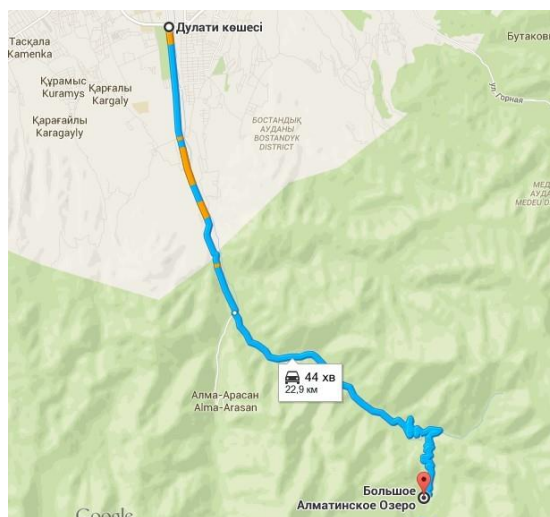 Дулати көшесі
Тасқала
Kamenka
Бутаков
Құрамыс
Kuramys
Қарғалы
Kargaly
ул. Горная
Қарағайлы
Karagayly
БОСТАНДЫҚ
АУДАНЫ
BOSTANDYK
DISTRICT
МЕД
АУДА
MEDEU D
44 хв
22,9 км
Алма-Арасан
Alma-Arasan
Большое
Алматинское Озеро
Google